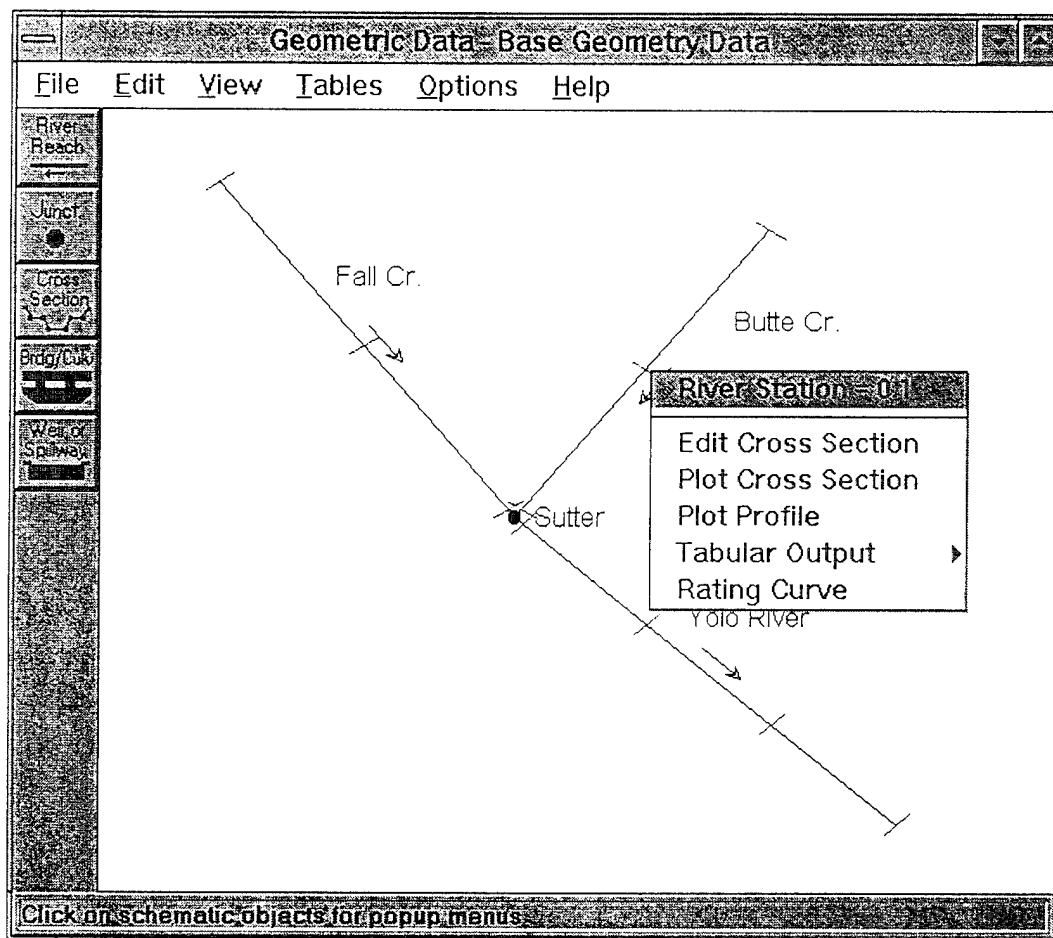 Geometric Data - Base Geometry Data
File Edit View Tables Options Help
River
Reach
Junct.
Cross
Section
Brdg/Culv
Weir or
Spillway
Fall Cr.
Butte Cr.
River Station = 0.1
Edit Cross Section
Plot Cross Section
Plot Profile
Tabular Output
Rating Curve
Sutter
Yolo River
Click on schematic objects for popup menus